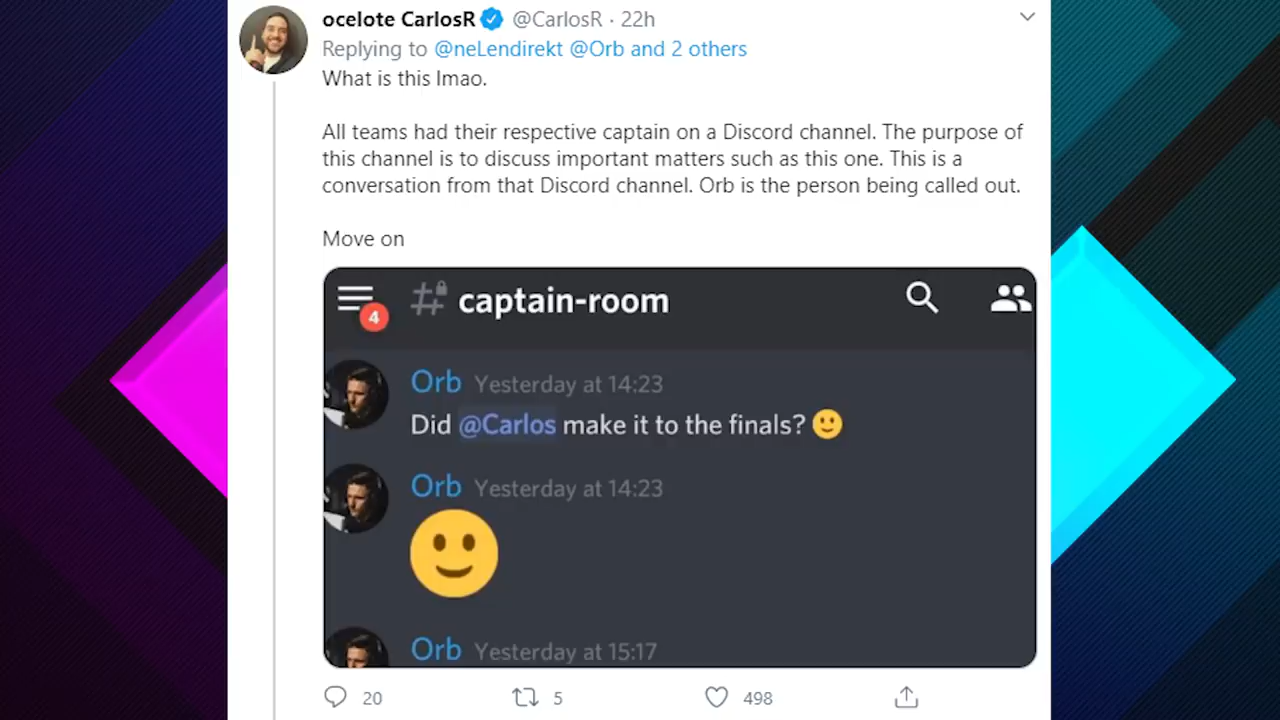 ocelote CarlosR @CarlosR · 22h
Replying to @neLendirekt @Orb and 2 others
What is this lmao.
All teams had their respective captain on a Discord channel. The purpose of
this channel is to discuss important matters such as this one. This is a
conversation from that Discord channel. Orb is the person being called out.
Move on
4
# captain-room
Orb Yesterday at 14:23
Did @Carlos make it to the finals? 🙂
Orb Yesterday at 14:23
🙂
Orb Yesterday at 15:17
20 5 498